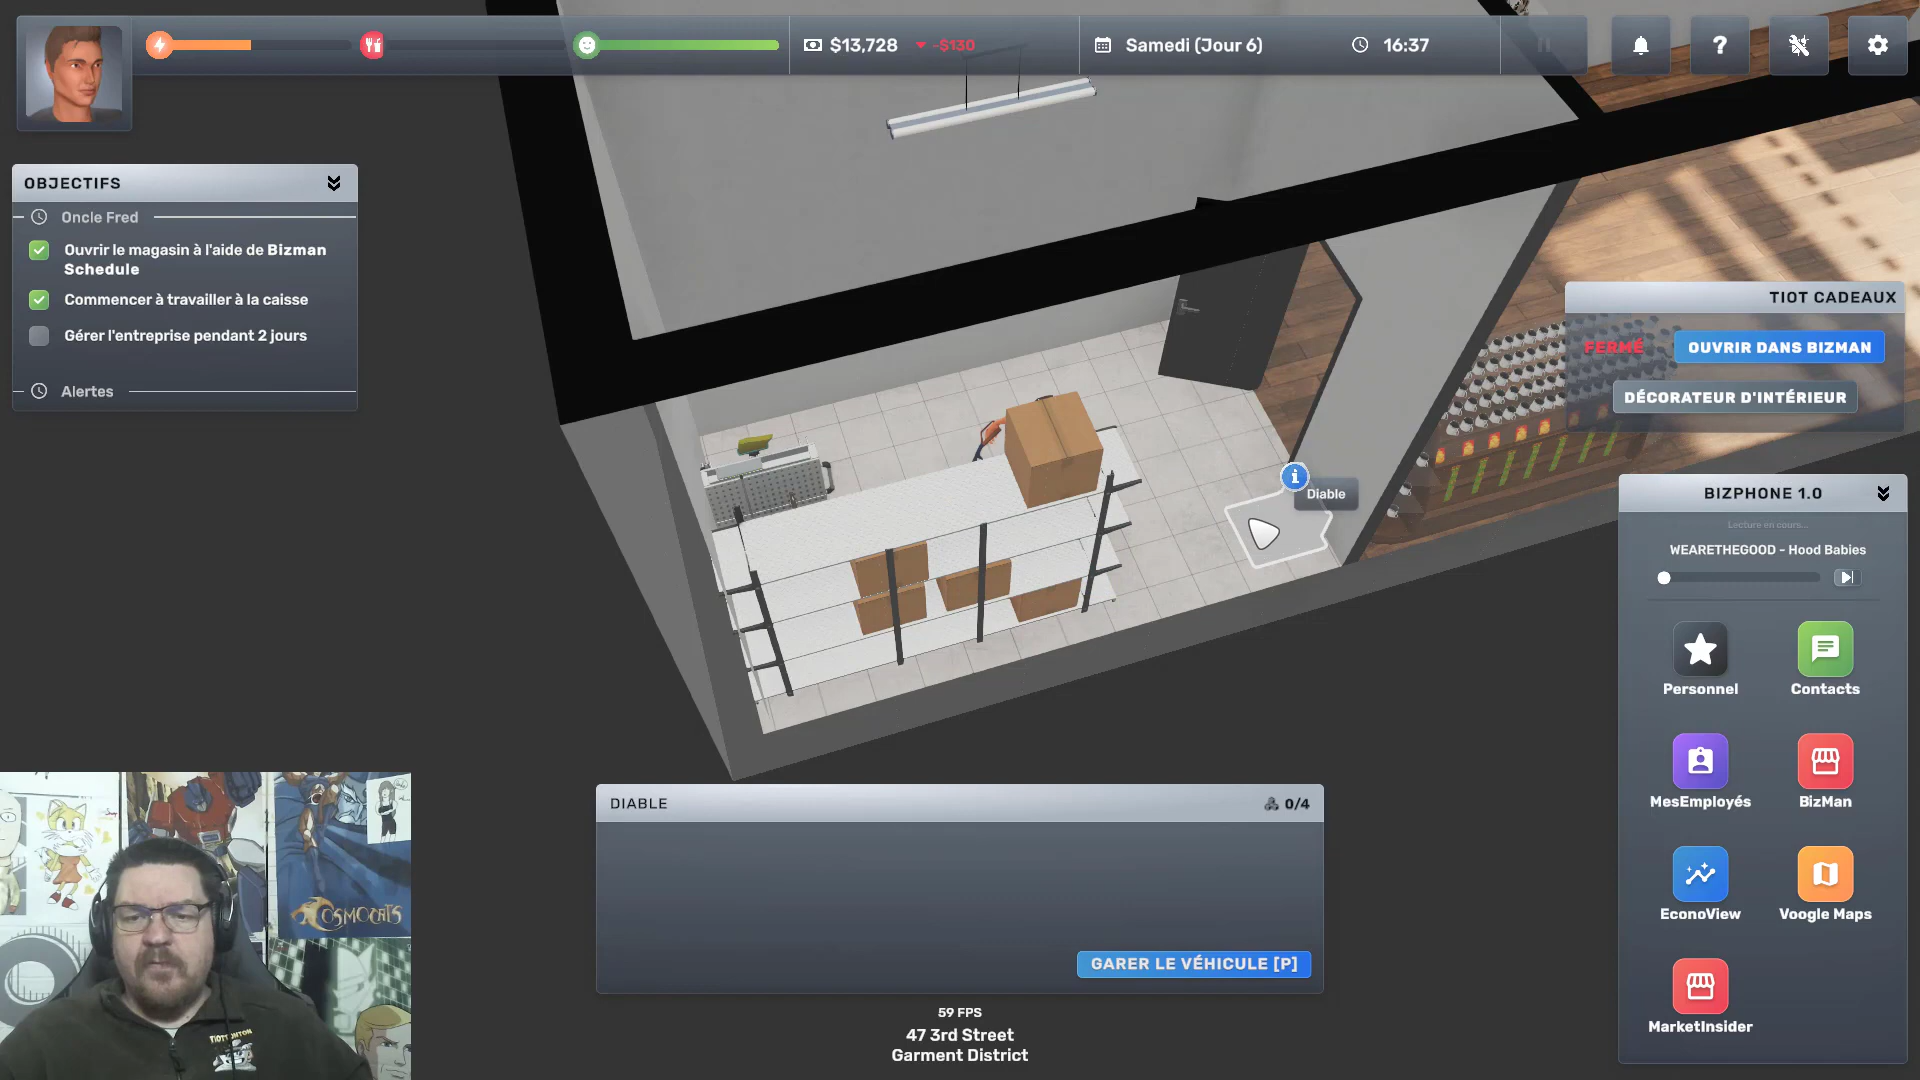 $13,728
-$130
Samedi (Jour 6)
16:37
?
OBJECTIFS
Oncle Fred
Ouvrir le magasin à l'aide de Bizman
Schedule
Commencer à travailler à la caisse
Gérer l'entreprise pendant 2 jours
Alertes
TIOT CADEAUX
FERMÉ
OUVRIR DANS BIZMAN
DÉCORATEUR D'INTÉRIEUR
i
Diable
BIZPHONE 1.0
Lecture en cours...
WEARETHEGOOD - Hood Babies
Personnel
Contacts
MesEmployés
BizMan
EconoView
Voogle Maps
MarketInsider
DIABLE
0/4
GARER LE VÉHICULE [P]
59 FPS
47 3rd Street
Garment District
COSMOCATS